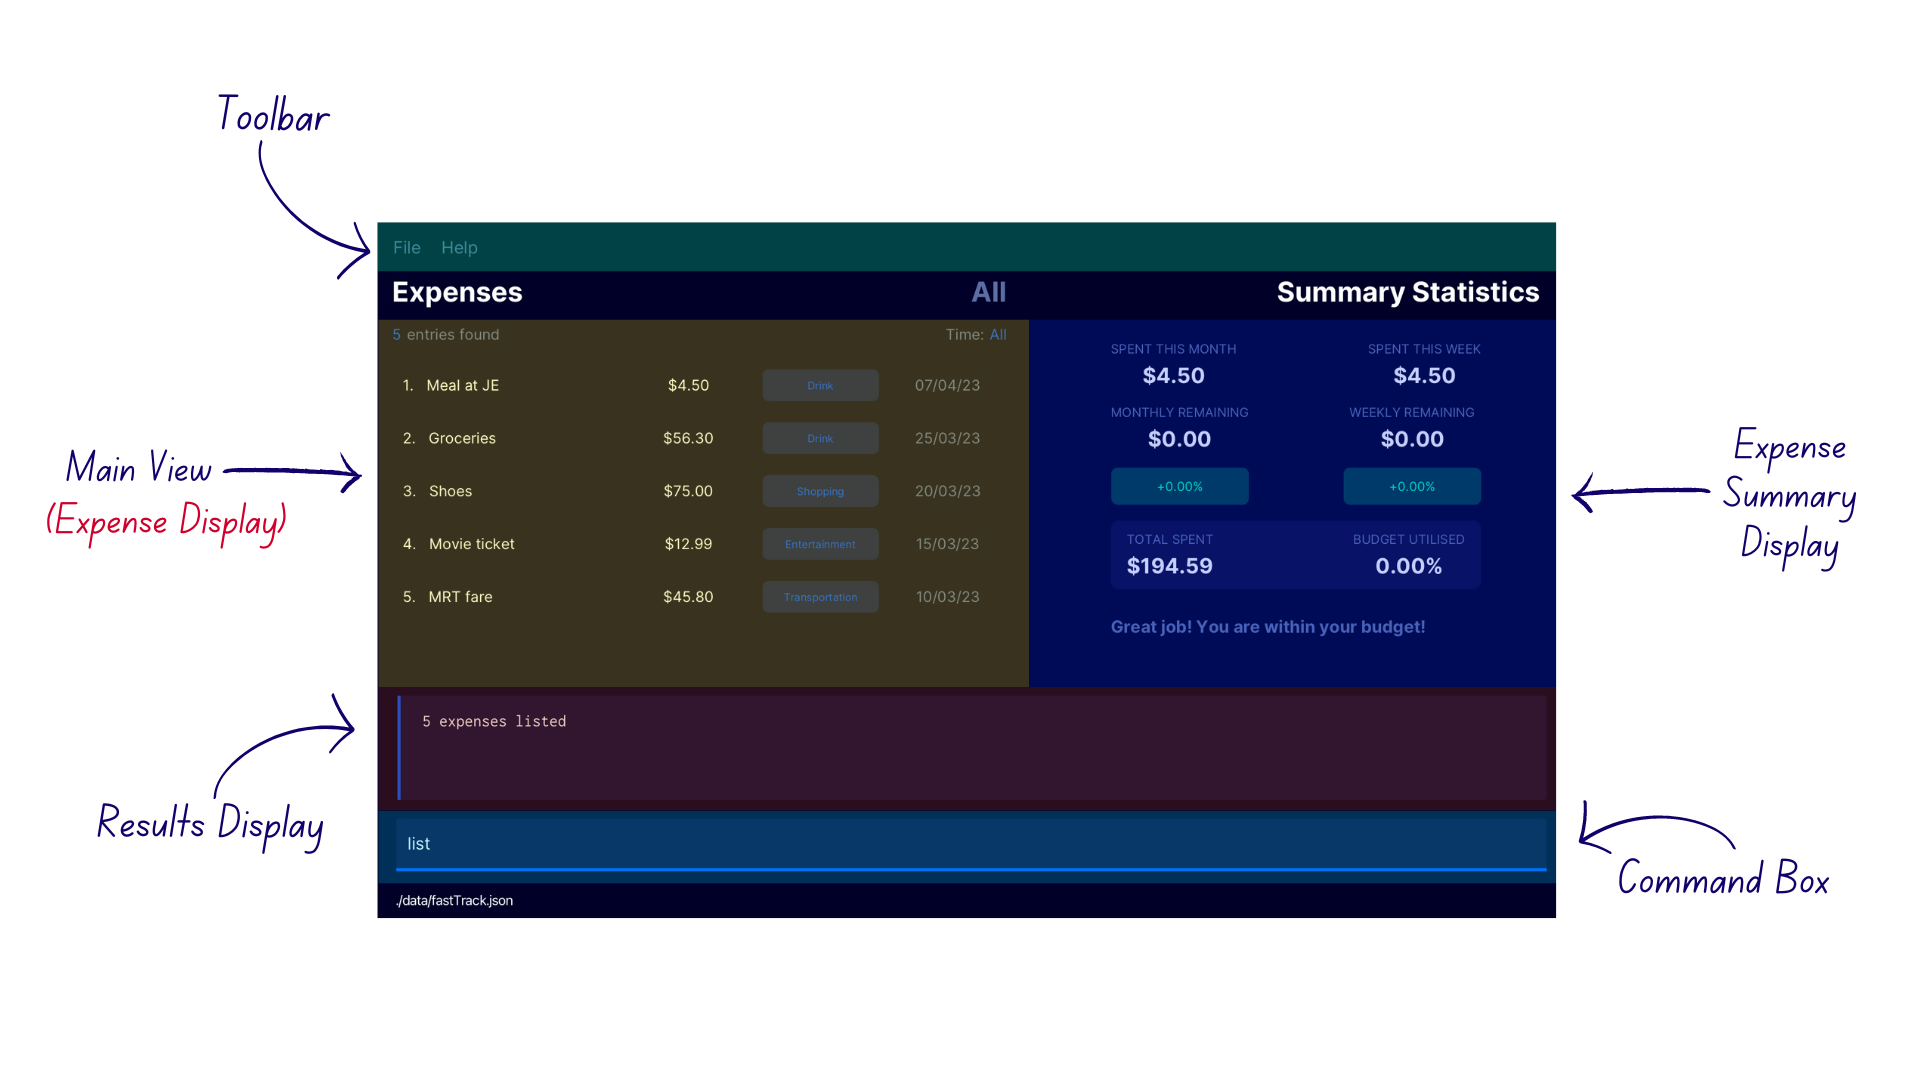 Toolbar
File Help
Expenses All Summary Statistics
5 entries found Time: All
1. Meal at JE $4.50 Drink 07/04/23
2. Groceries $56.30 Drink 25/03/23
3. Shoes $75.00 Shopping 20/03/23
4. Movie ticket $12.99 Entertainment 15/03/23
5. MRT fare $45.80 Transportation 10/03/23
SPENT THIS MONTH SPENT THIS WEEK
$4.50 $4.50
MONTHLY REMAINING WEEKLY REMAINING
$0.00 $0.00
+0.00% +0.00%
TOTAL SPENT BUDGET UTILISED
$194.59 0.00%
Great job! You are within your budget!
Main View
(Expense Display)
Expense
Summary
Display
5 expenses listed
Results Display
list
Command Box
./data/fastTrack.json